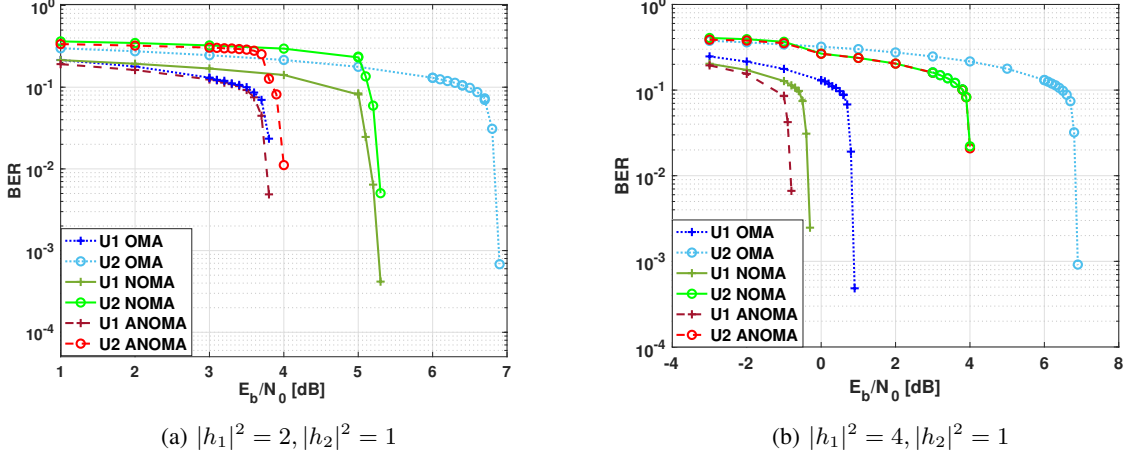 10^0
10^-1
10^-2
10^-3
10^-4
BER
1 2 3 4 5 6 7
E_b/N_0 [dB]
U1 OMA
U2 OMA
U1 NOMA
U2 NOMA
U1 ANOMA
U2 ANOMA
(a) |h_1|^2 = 2, |h_2|^2 = 1
10^0
10^-1
10^-2
10^-3
10^-4
BER
-4 -2 0 2 4 6 8
E_b/N_0 [dB]
U1 OMA
U2 OMA
U1 NOMA
U2 NOMA
U1 ANOMA
U2 ANOMA
(b) |h_1|^2 = 4, |h_2|^2 = 1